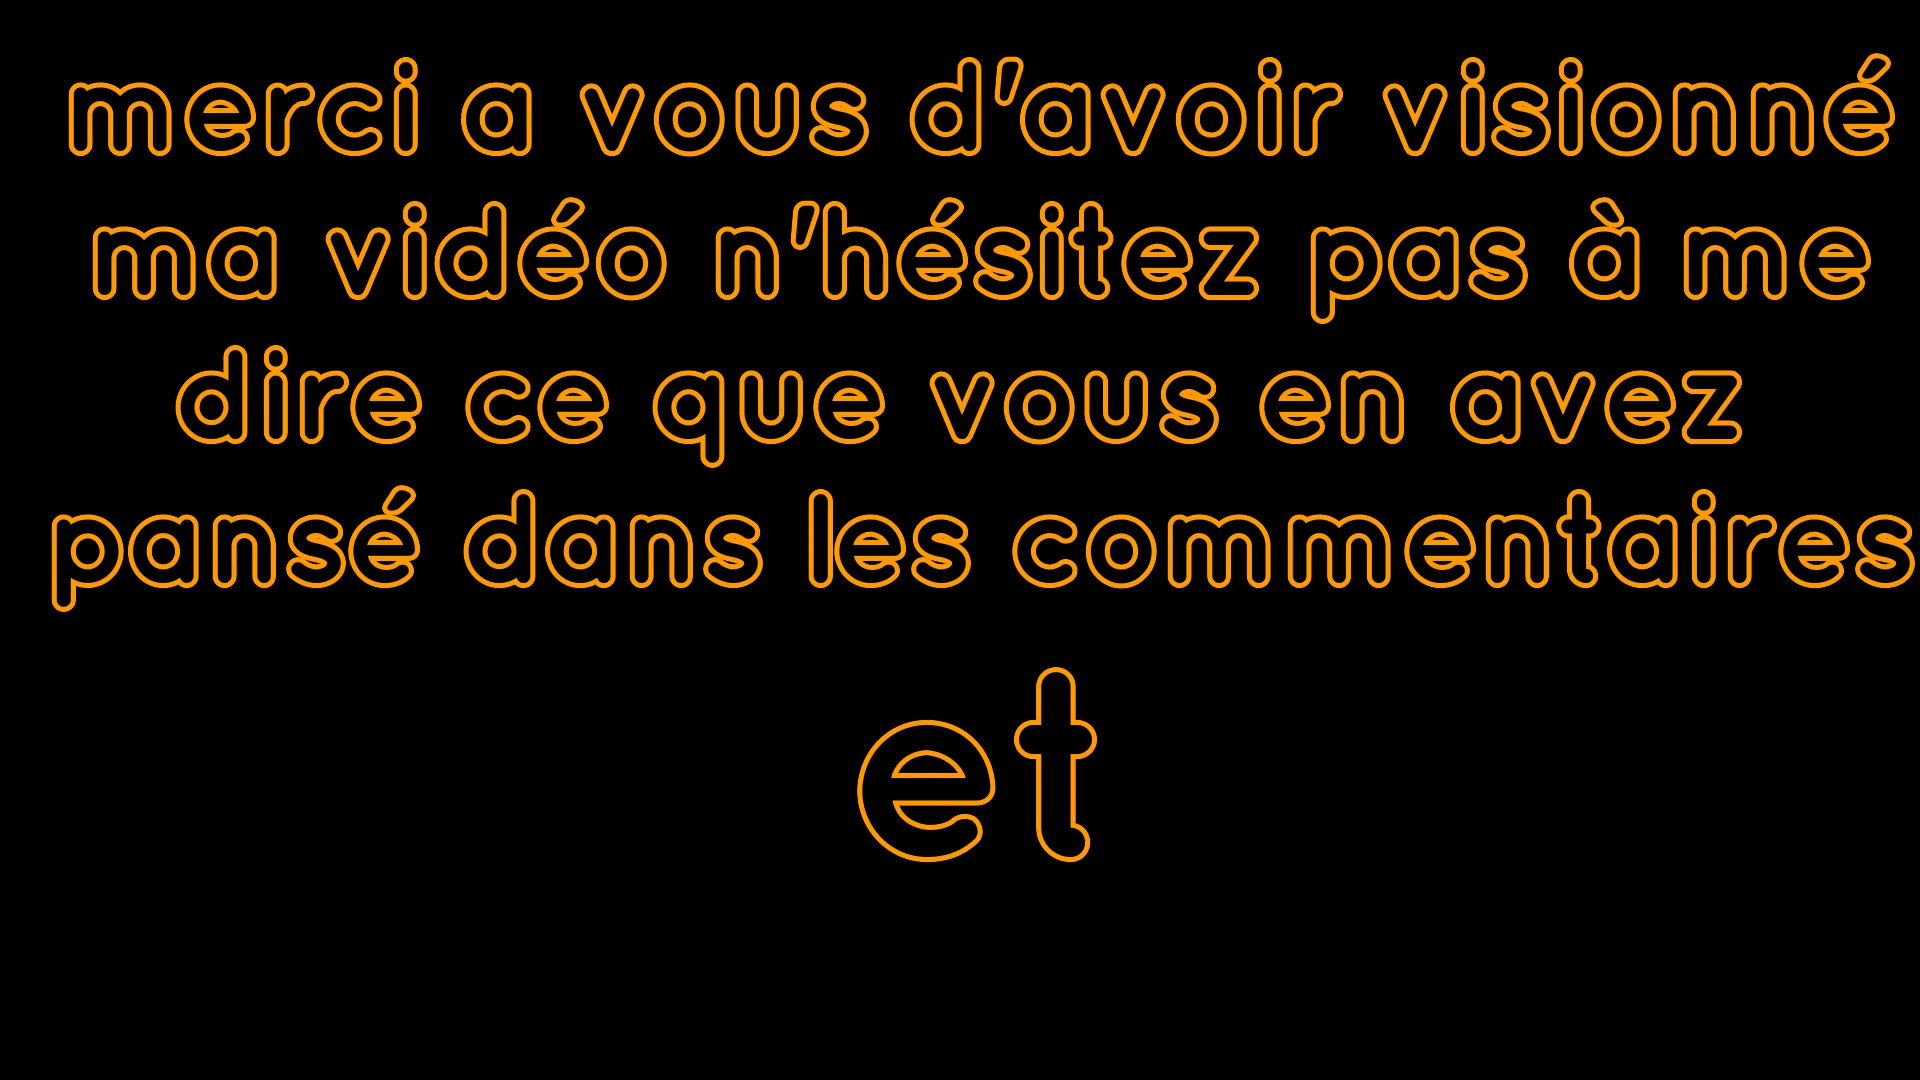 merci a vous d'avoir visionné
ma vidéo n'hésitez pas à me
dire ce que vous en avez
pansé dans les commentaires
et